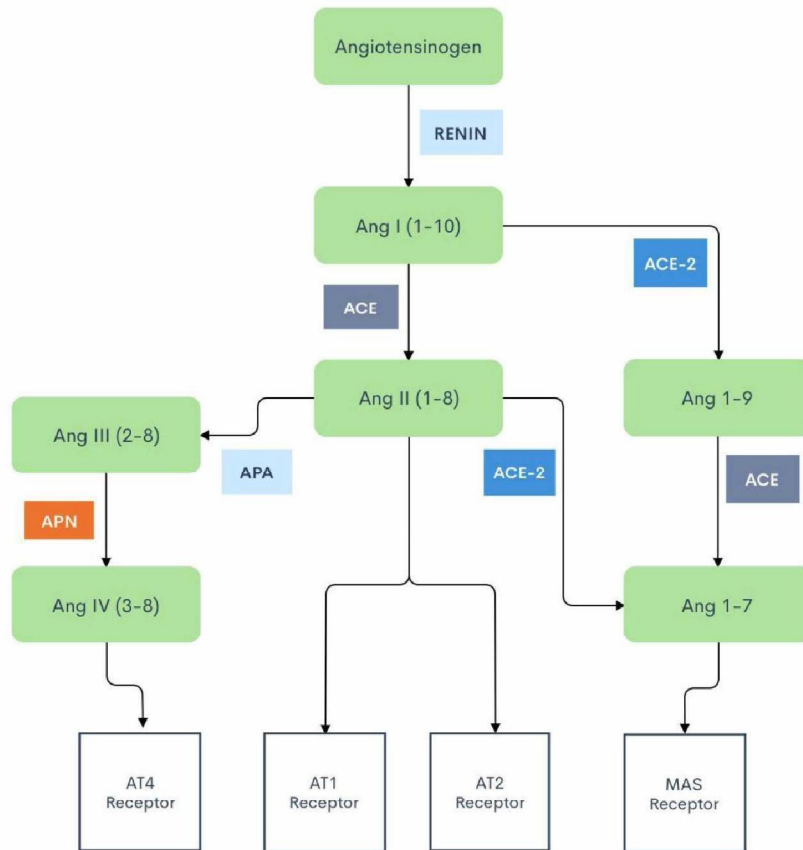 Angiotensinogen
RENIN
Ang I (1-10)
ACE-2
ACE
Ang II (1-8)
Ang 1-9
Ang III (2-8)
APA
ACE-2
ACE
APN
Ang IV (3-8)
Ang 1-7
AT4
Receptor
AT1
Receptor
AT2
Receptor
MAS
Receptor